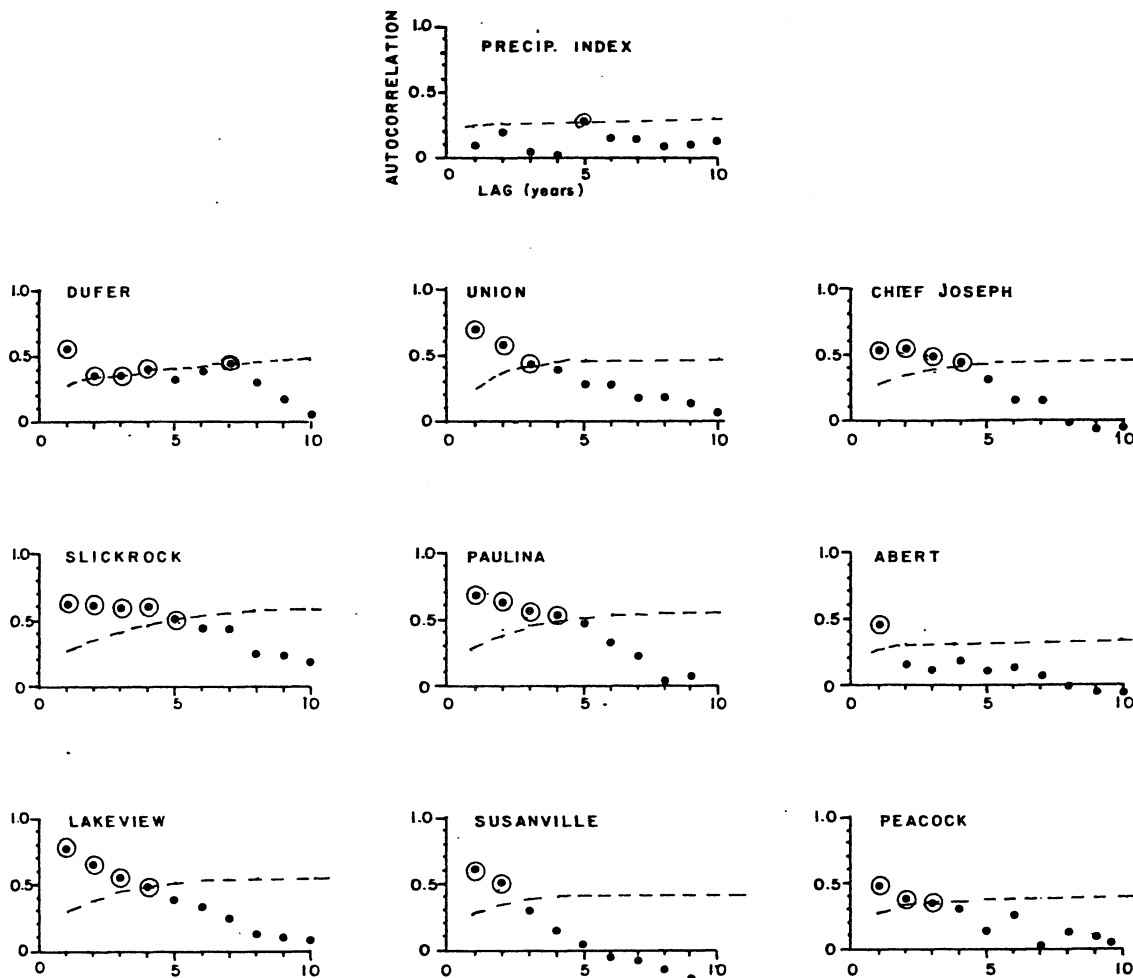 PRECIP. INDEX
AUTOCORRELATION
1.0
0.5
0
0 5 10
LAG (years)
DUFER
1.0
0.5
0
0 5 10
UNION
1.0
0.5
0
0 5 10
CHIEF JOSEPH
1.0
0.5
0
0 5 10
SLICKROCK
1.0
0.5
0
0 5 10
PAULINA
1.0
0.5
0
0 5 10
ABERT
1.0
0.5
0
0 5 10
LAKEVIEW
1.0
0.5
0
0 5 10
SUSANVILLE
1.0
0.5
0
0 5 10
PEACOCK
1.0
0.5
0
0 5 10